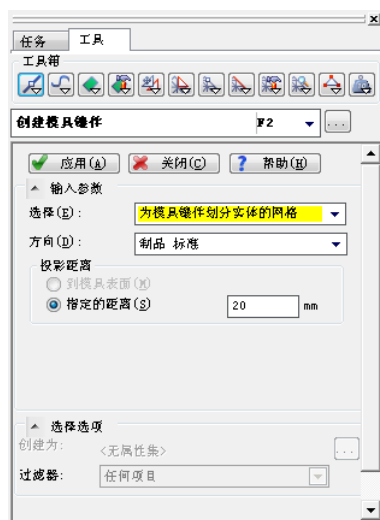 任务 工具
工具箱
创建模具镶件 F2 ...
应用(A) 关闭(C) ? 帮助(H)
输入参数
选择(E): 为模具镶件划分实体的网格
方向(D): 制品 标准
投影距离
到模具表面(M)
指定的距离(S) 20 mm
选择选项
创建为: <无属性集> ...
过滤器: 任何项目